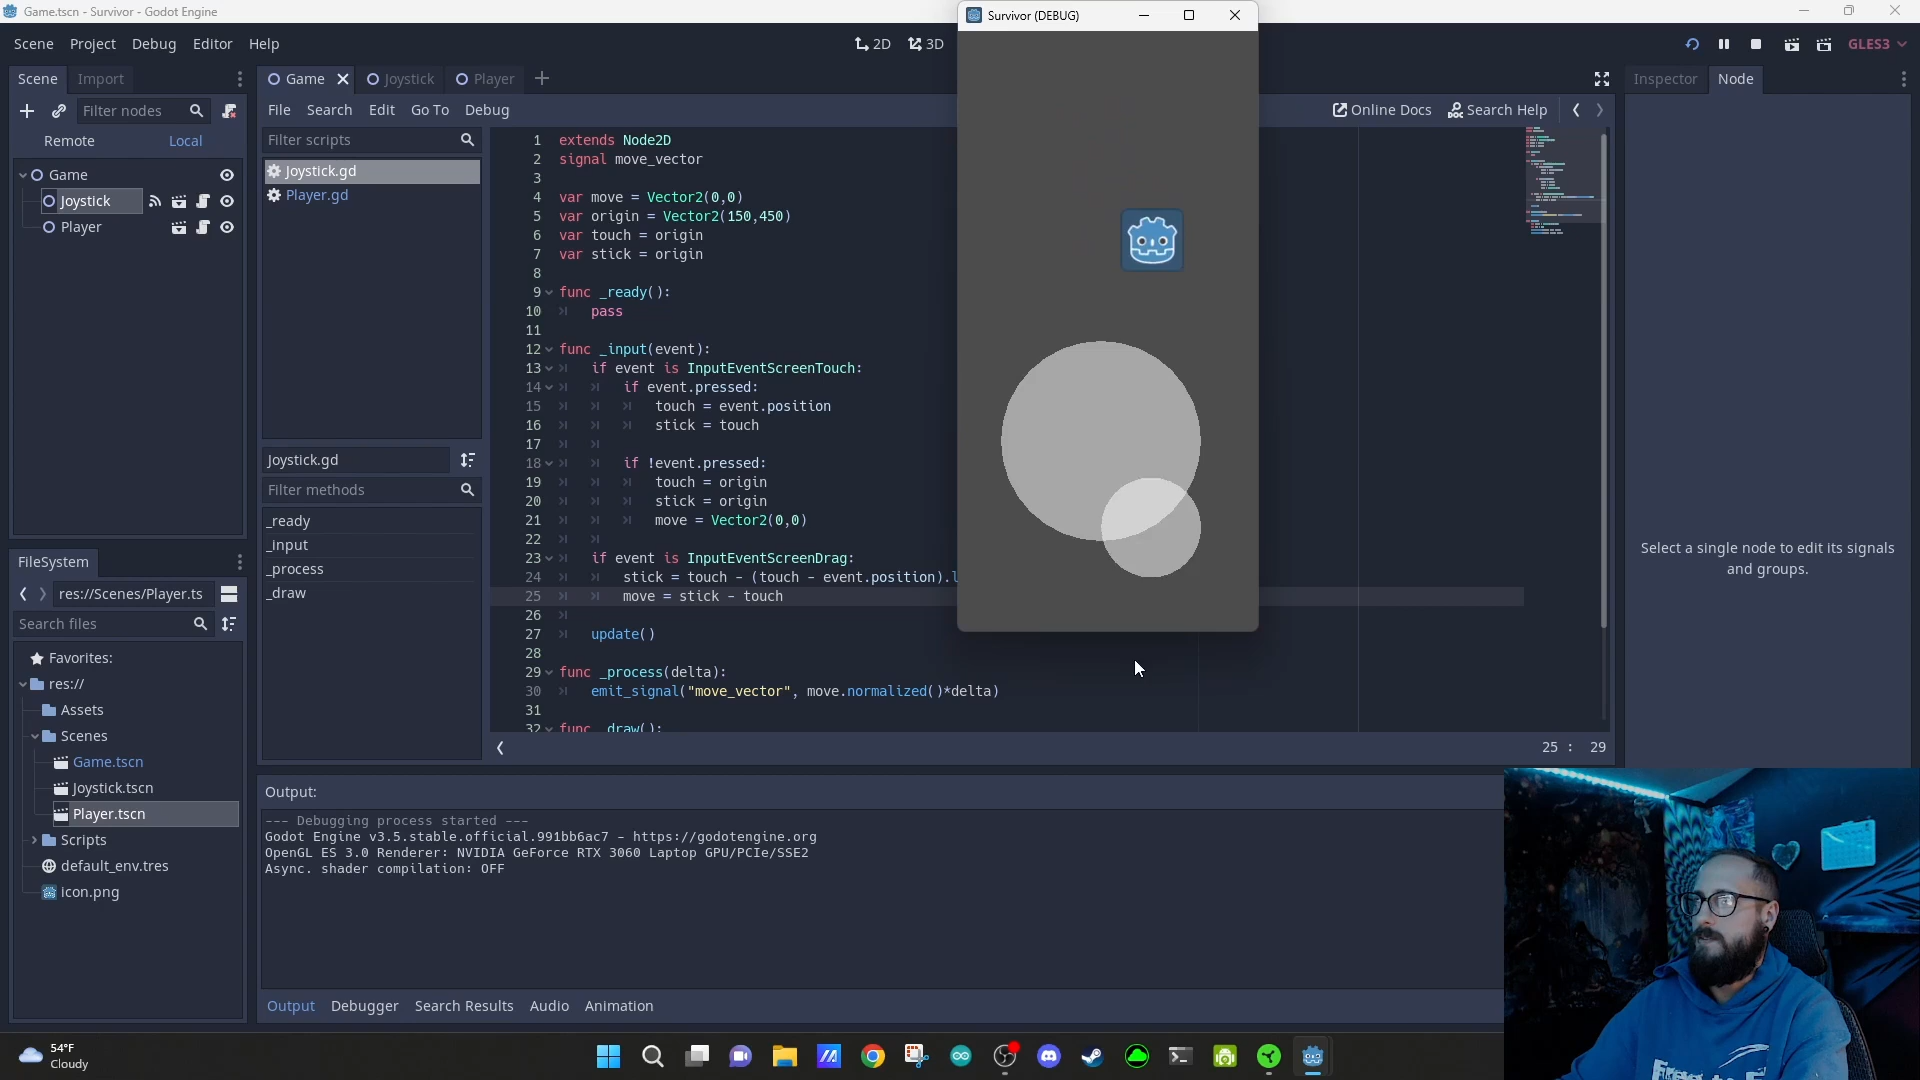 Game.tscn - Survivor - Godot Engine
Survivor (DEBUG)
Scene Project Debug Editor Help
2D 3D
GLES3
Scene Import
Game Joystick Player
Inspector Node
Filter nodes
File Search Edit Go To Debug
Online Docs Search Help
Remote Local
Filter scripts
Game
Joystick
Player
Joystick.gd
Player.gd
Joystick.gd
Filter methods
_ready
_input
_process
_draw
1 extends Node2D
2 signal move_vector
3
4 var move = Vector2(0,0)
5 var origin = Vector2(150,450)
6 var touch = origin
7 var stick = origin
8
9 func _ready():
10 pass
11
12 func _input(event):
13 if event is InputEventScreenTouch:
14 if event.pressed:
15 touch = event.position
16 stick = touch
17
18 if !event.pressed:
19 touch = origin
20 stick = origin
21 move = Vector2(0,0)
22
23 if event is InputEventScreenDrag:
24 stick = touch - (touch - event.position).
25 move = stick - touch
26
27 update()
28
29 func _process(delta):
30 emit_signal("move_vector", move.normalized()*delta)
31
32 func _draw():
25 : 29
Select a single node to edit its signals
and groups.
FileSystem
res://Scenes/Player.ts
Search files
Favorites:
res://
Assets
Scenes
Game.tscn
Joystick.tscn
Player.tscn
Scripts
default_env.tres
icon.png
Output:
--- Debugging process started ---
Godot Engine v3.5.stable.official.991bb6ac7 - https://godotengine.org
OpenGL ES 3.0 Renderer: NVIDIA GeForce RTX 3060 Laptop GPU/PCIe/SSE2
Async. shader compilation: OFF
Output Debugger Search Results Audio Animation
54°F
Cloudy